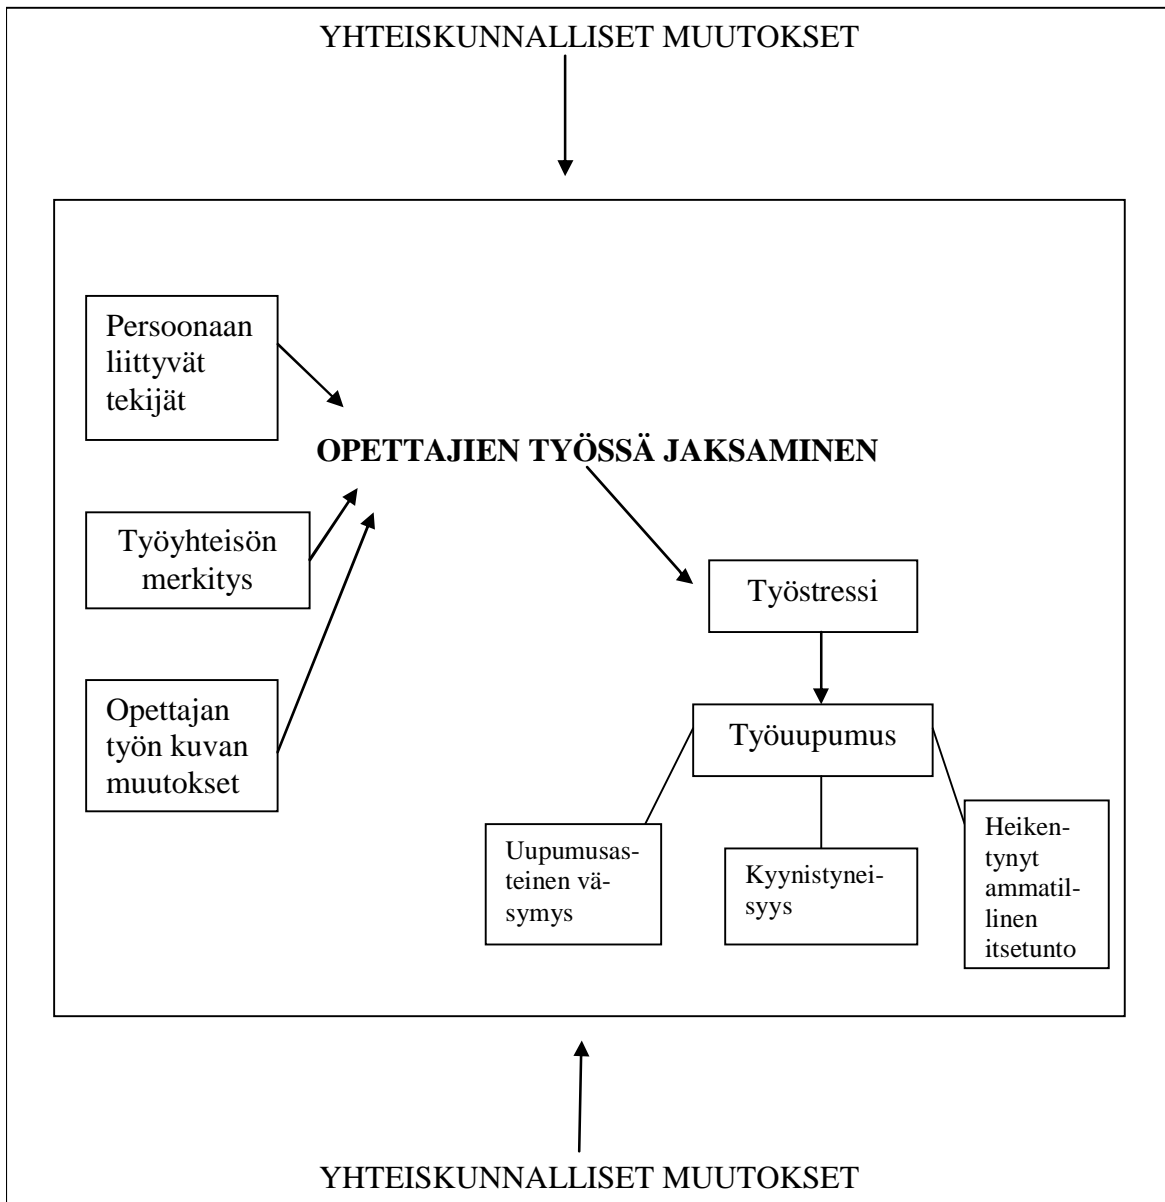 YHTEISKUNNALLISET MUUTOKSET
Persoonaan
liittyvät
tekijät
OPETTAJIEN TYÖSSÄ JAKSAMINEN
Työyhteisön
merkitys
Opettajan
työn kuvan
muutokset
Työstressi
Työuupumus
Uupumusas-
teinen vä-
symys
Kyynistynei-
syys
Heiken-
tynyt
ammatil-
linen
itsetunto
YHTEISKUNNALLISET MUUTOKSET